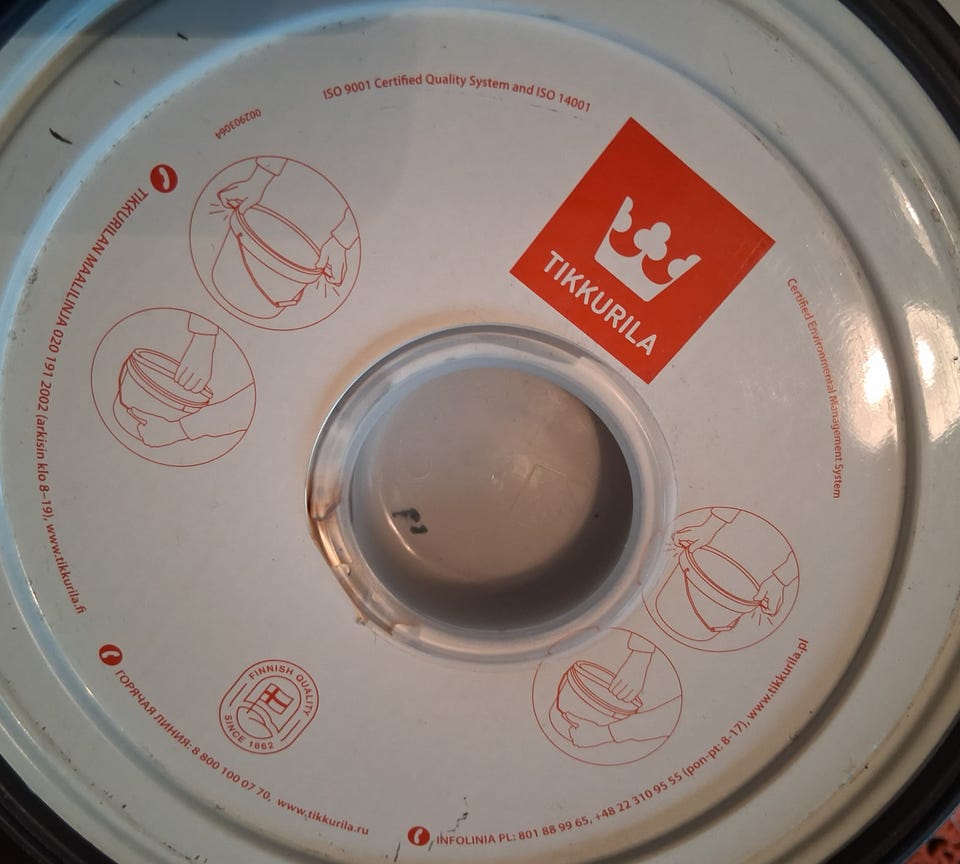 ISO 9001 Certified Quality System and ISO 14001
Certified Environmental Management System
002903064
TIKKURILA
TIKKURILAN MAALILINJA 020 191 2002 (arkisin klo 8–19), www.tikkurila.fi
ГОРЯЧАЯ ЛИНИЯ: 8 800 100 07 70, www.tikkurila.ru
INFOLINIA PL: 801 88 99 65, +48 22 310 95 55 (pon-pt: 8-17), www.tikkurila.pl
FINNISH QUALITY
SINCE 1862